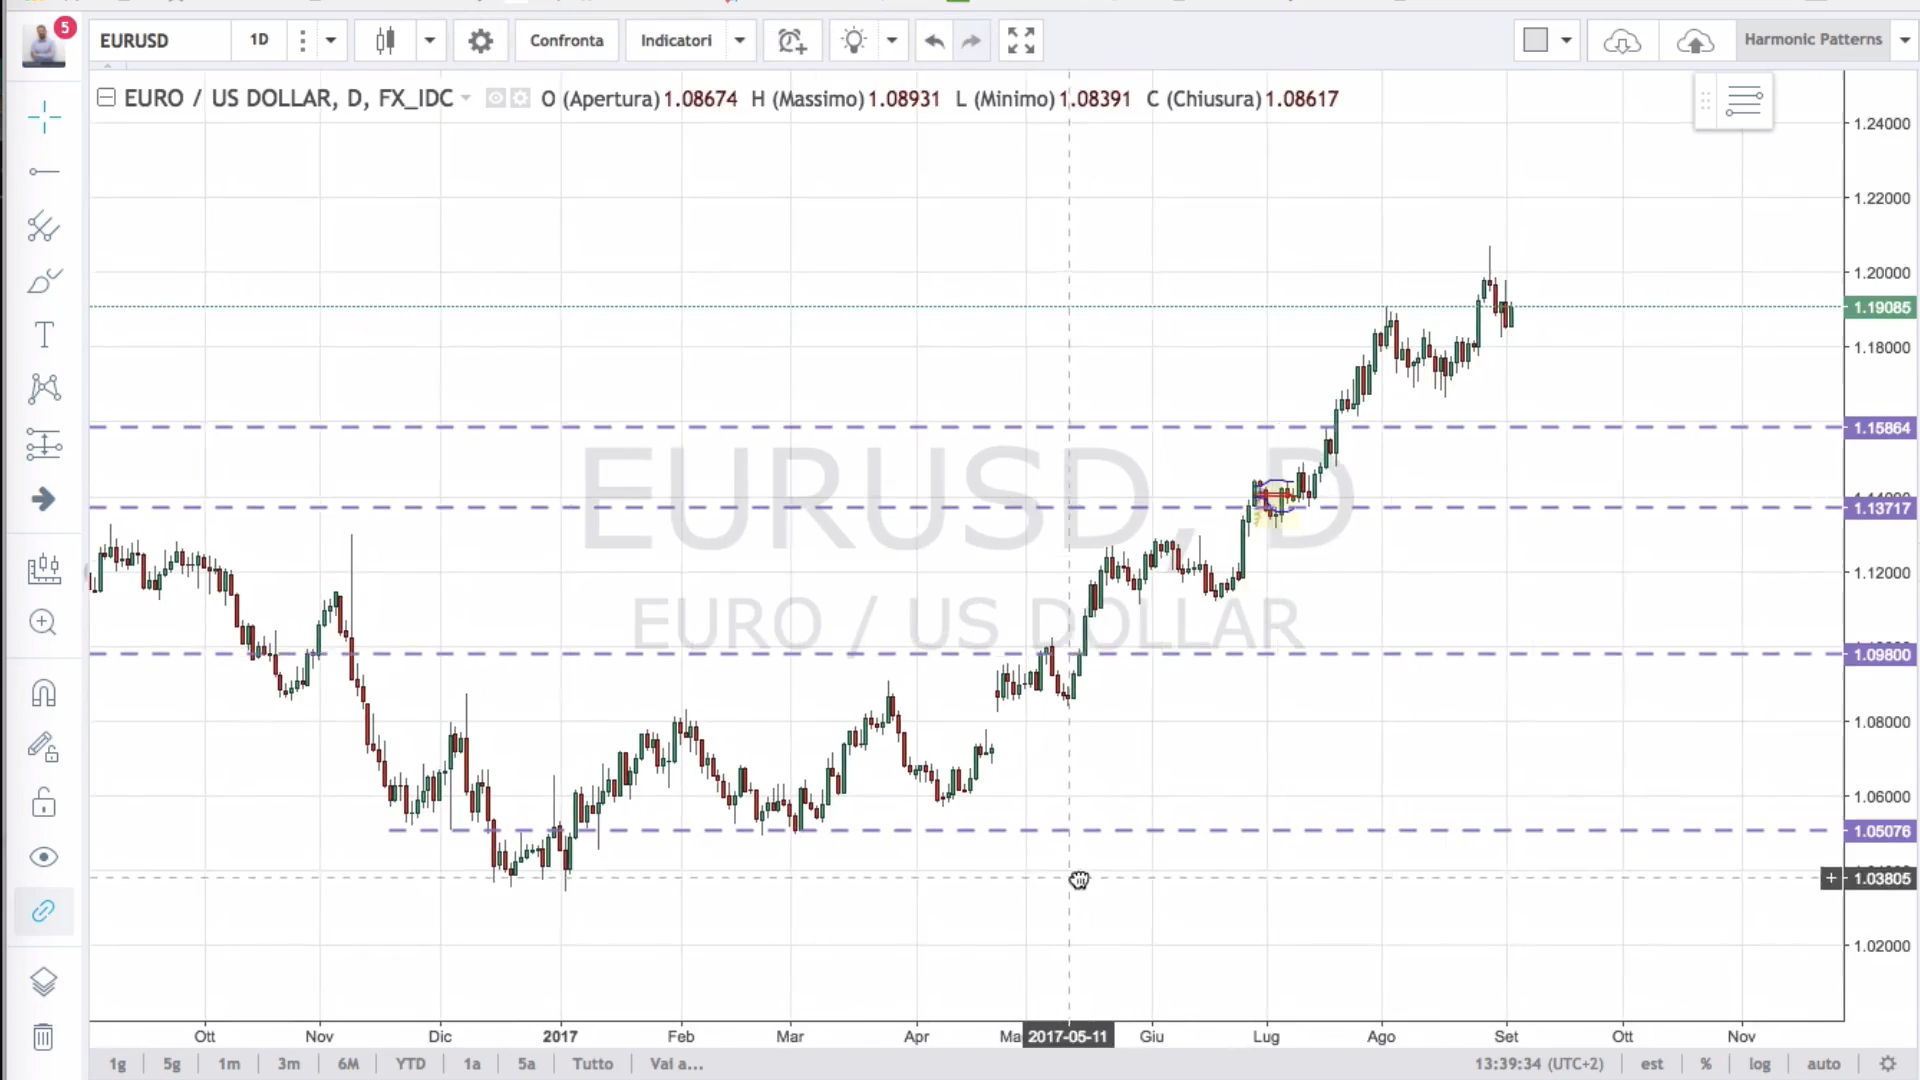 5
EURUSD
1D
Confronta
Indicatori
Harmonic Patterns
EURO / US DOLLAR, D, FX_IDC
O (Apertura) 1.08674 H (Massimo) 1.08931 L (Minimo) 1.08391 C (Chiusura) 1.08617
1.24000
1.22000
1.20000
1.19085
1.18000
1.15864
1.13717
1.12000
1.09800
1.08000
1.06000
1.05076
1.03805
1.02000
EURUSD, D
EURO / US DOLLAR
Ott
Nov
Dic
2017
Feb
Mar
Apr
Ma
2017-05-11
Giu
Lug
Ago
Set
Ott
Nov
1g
5g
1m
3m
6M
YTD
1a
5a
Tutto
Vai a...
13:39:34 (UTC+2)
est
%
log
auto